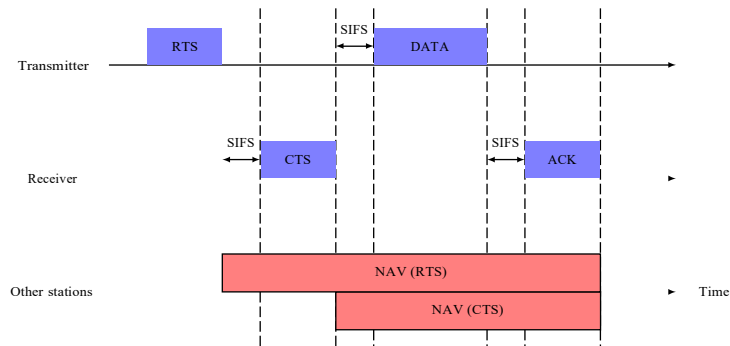 SIFS
RTS
DATA
Transmitter
SIFS
SIFS
CTS
ACK
Receiver
NAV (RTS)
Other stations
Time
NAV (CTS)